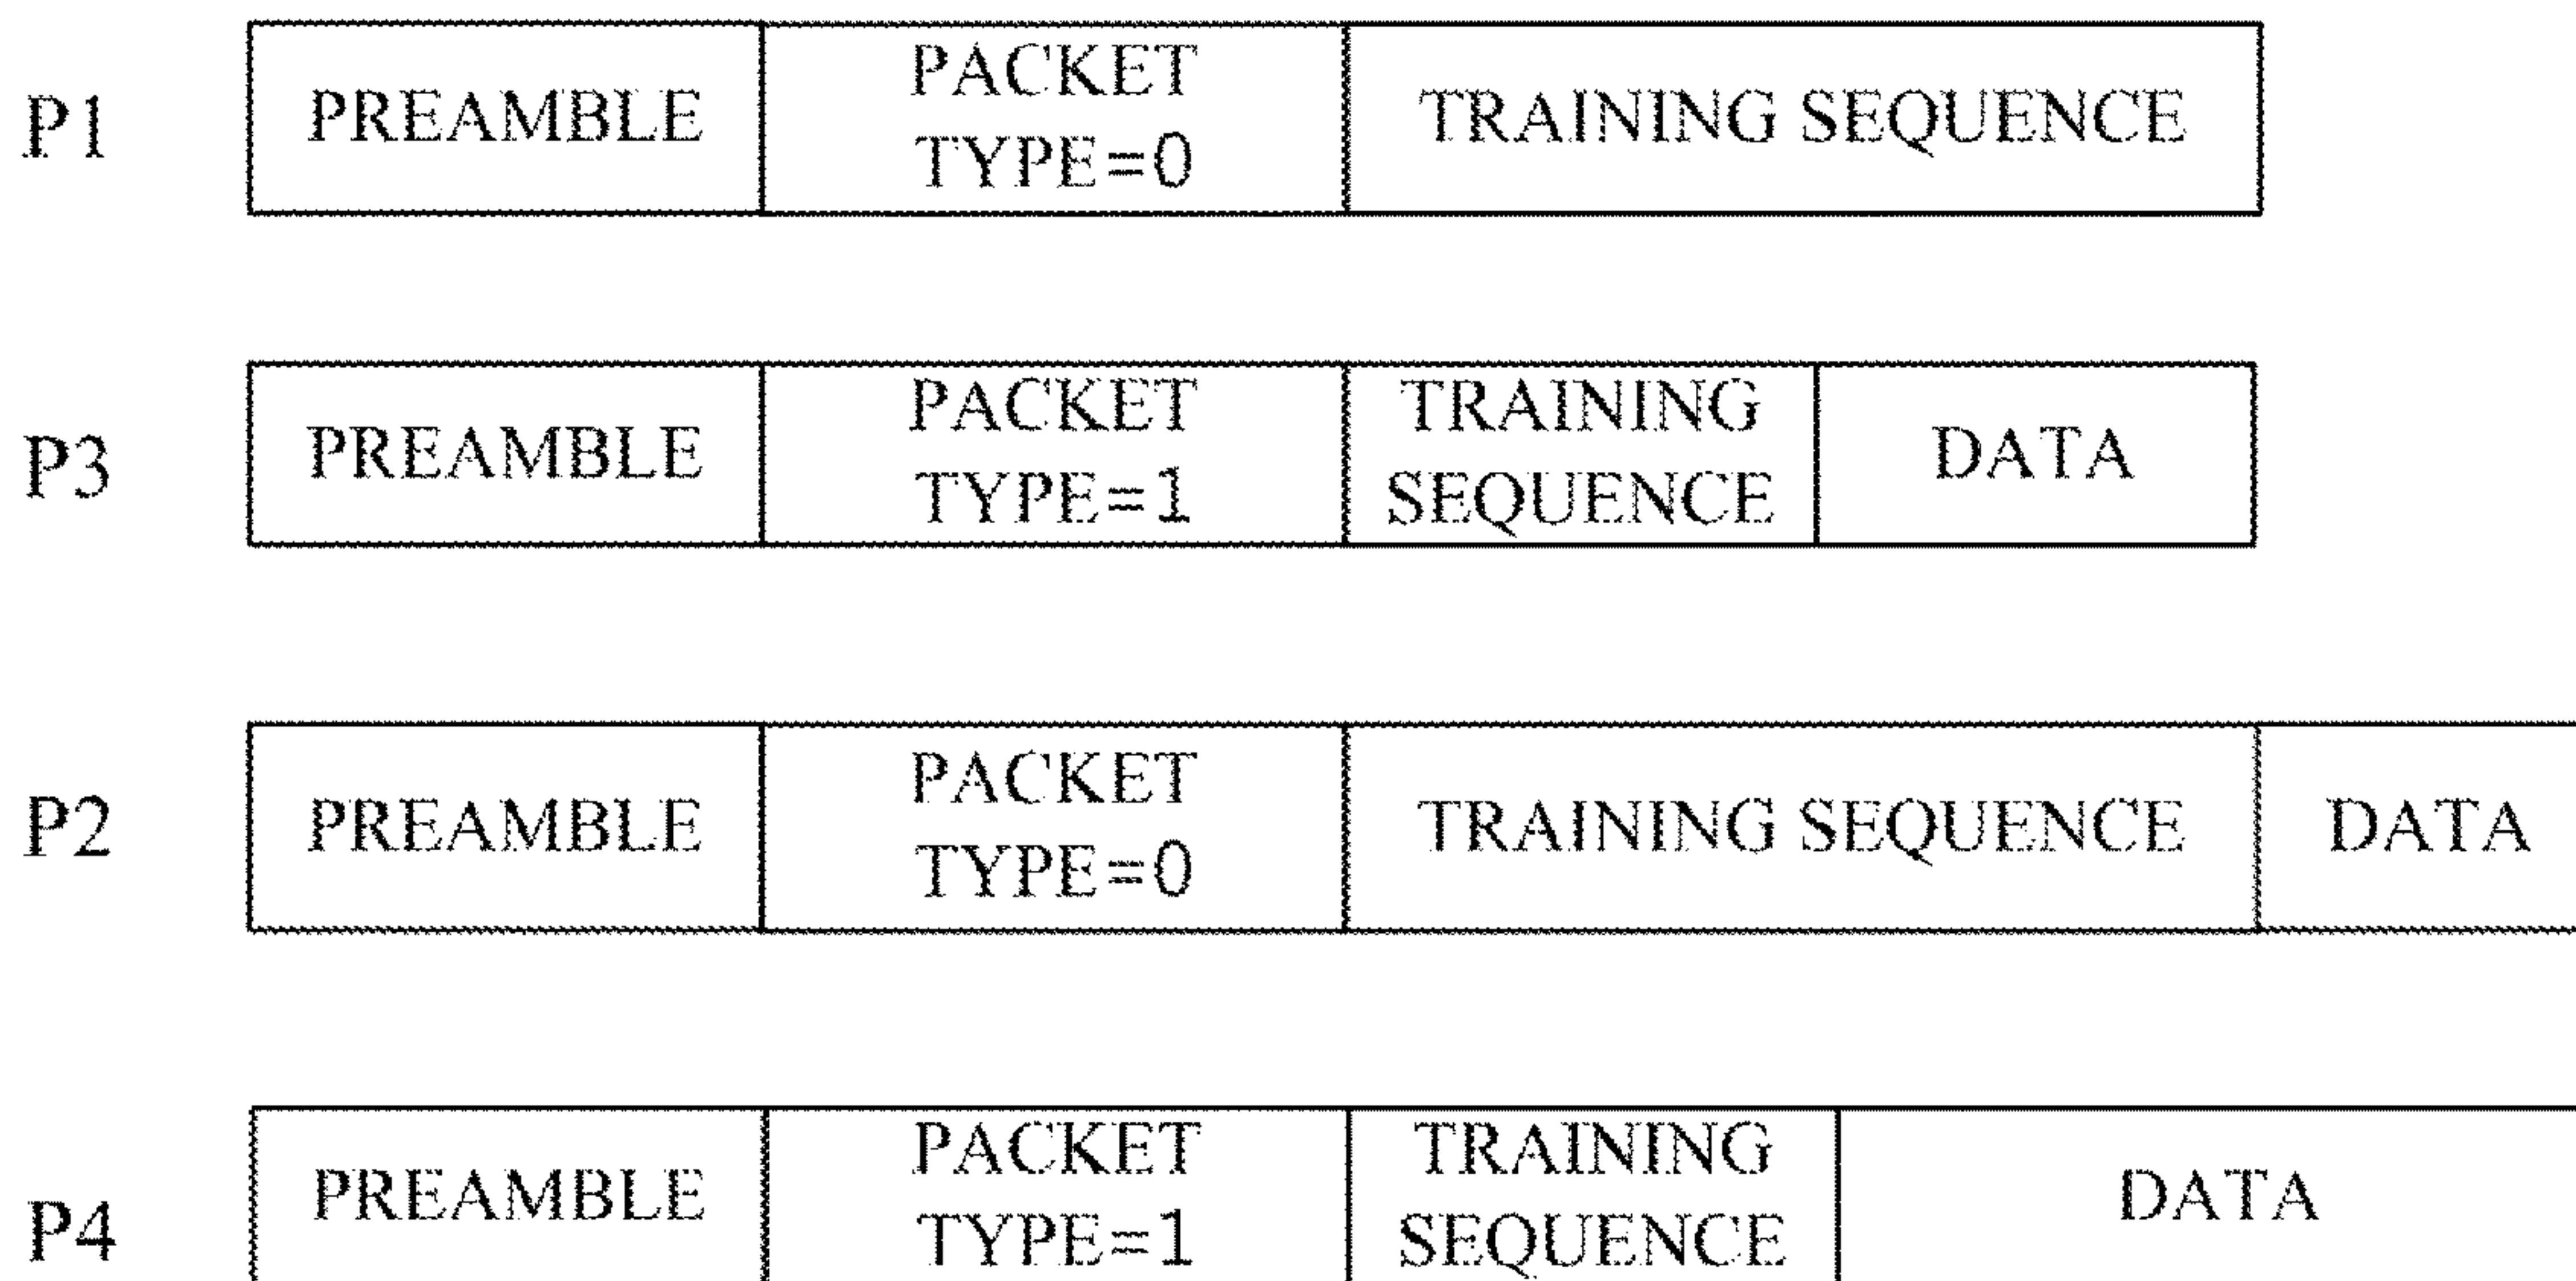 P1
PREAMBLE
PACKET
TYPE=0
TRAINING SEQUENCE
P3
PREAMBLE
PACKET
TYPE=1
TRAINING
SEQUENCE
DATA
P2
PREAMBLE
PACKET
TYPE=0
TRAINING SEQUENCE
DATA
P4
PREAMBLE
PACKET
TYPE=1
TRAINING
SEQUENCE
DATA